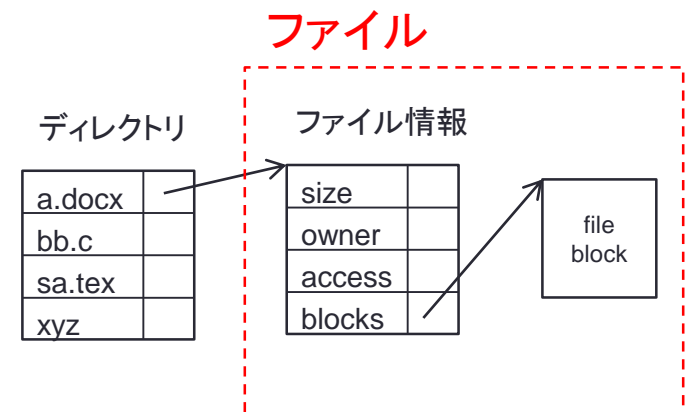 ファイル
ディレクトリ
a.docx
bb.c
sa.tex
xyz
ファイル情報
size
owner
access
blocks
file
block